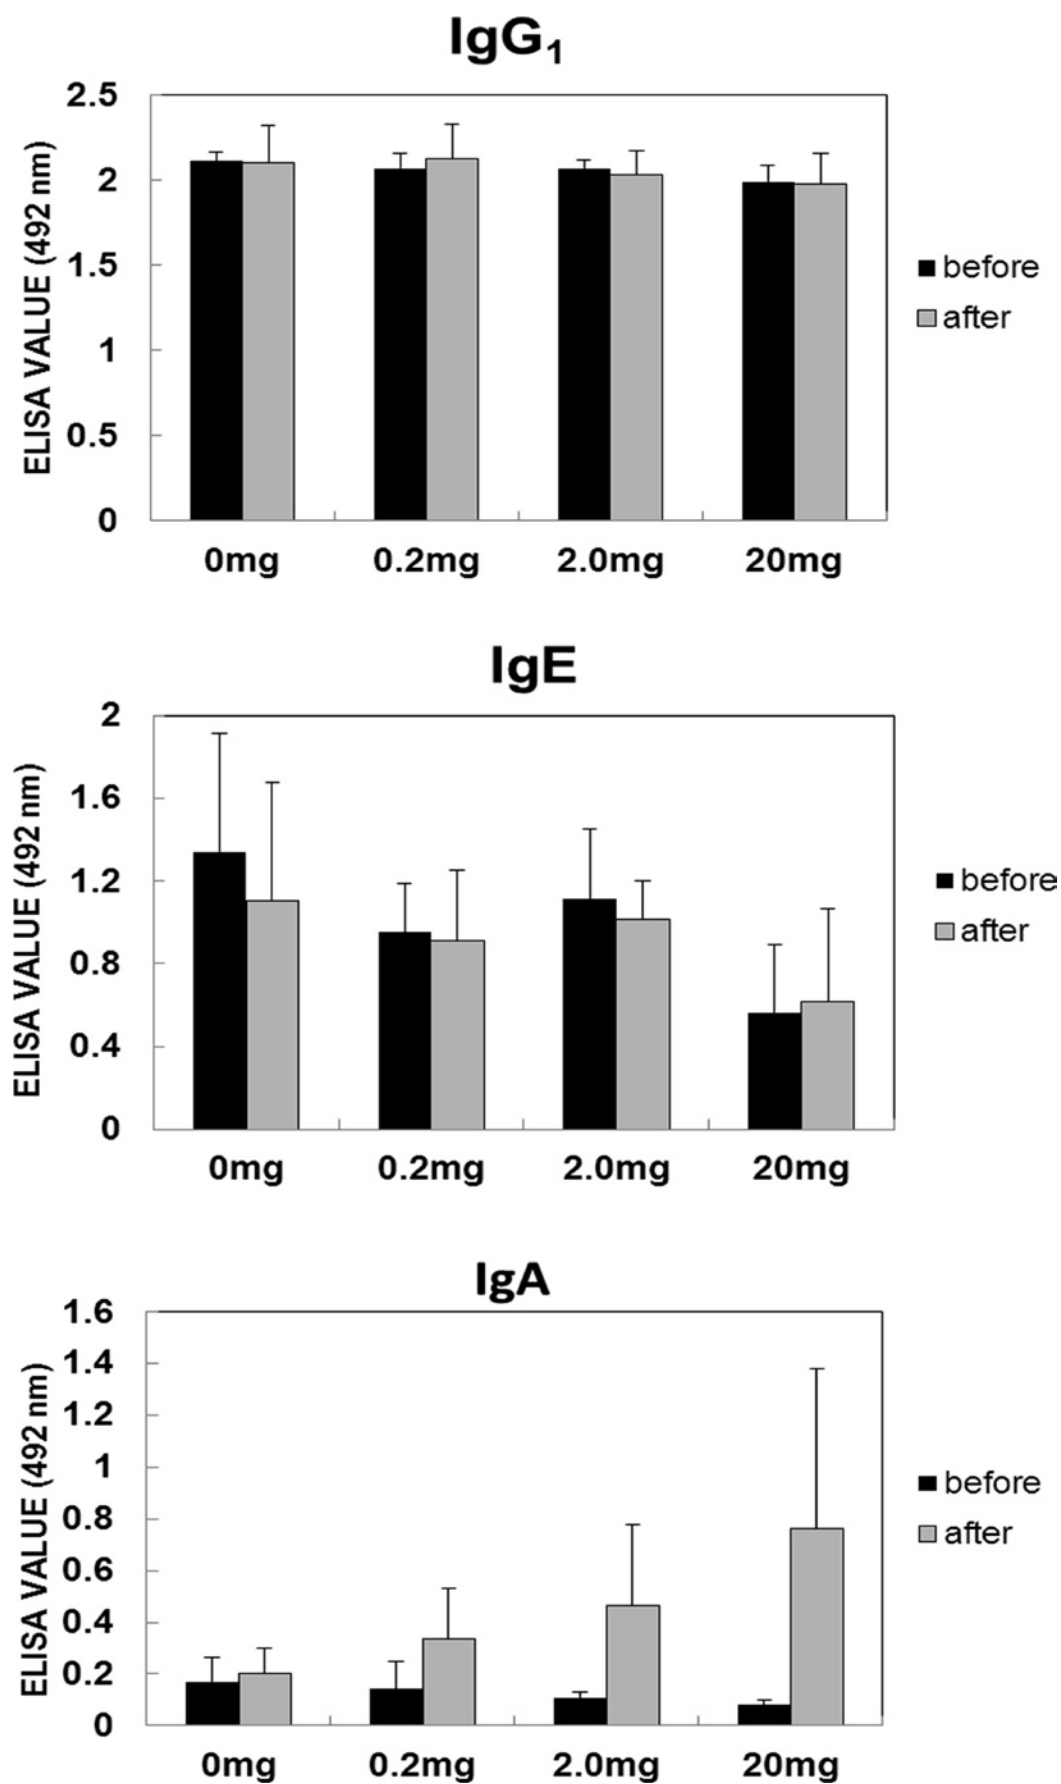 IgG₁
ELISA VALUE (492 nm)
2.5
2
1.5
1
0.5
0
0mg 0.2mg 2.0mg 20mg
before
after
IgE
ELISA VALUE (492 nm)
2
1.6
1.2
0.8
0.4
0
0mg 0.2mg 2.0mg 20mg
before
after
IgA
ELISA VALUE (492 nm)
1.6
1.4
1.2
1
0.8
0.6
0.4
0.2
0
0mg 0.2mg 2.0mg 20mg
before
after